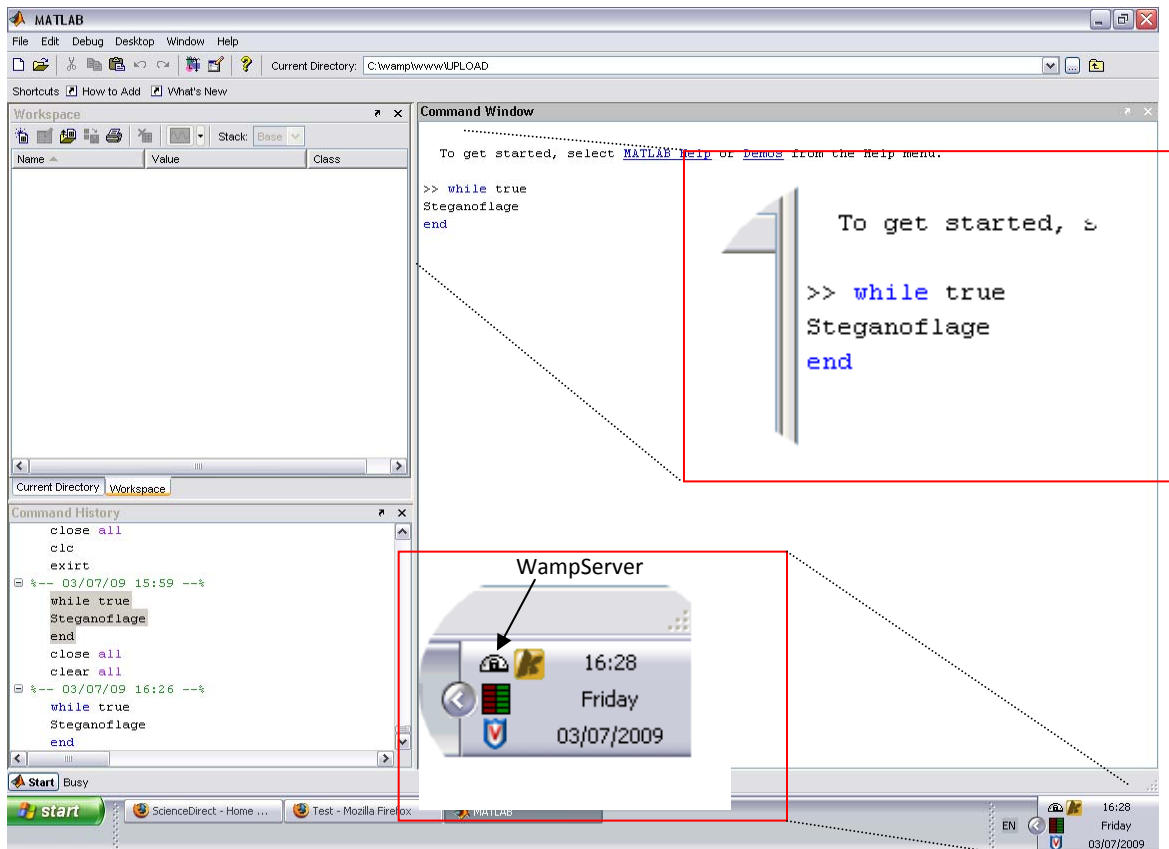 MATLAB
File Edit Debug Desktop Window Help
Current Directory: C:\wamp\www\UPLOAD
Shortcuts How to Add What's New
Workspace
Stack: Base
Name Value Class
Current Directory Workspace
Command History
close all
clc
exirt
%-- 03/07/09 15:59 --%
while true
Steganoflage
end
close all
clear all
%-- 03/07/09 16:26 --%
while true
Steganoflage
end
Command Window
To get started, select MATLAB Help or Demos from the Help menu.
>> while true
Steganoflage
end
To get started, s
>> while true
Steganoflage
end
WampServer
16:28
Friday
03/07/2009
Start Busy
start ScienceDirect - Home ... Test - Mozilla Firefox MATLAB
EN
16:28
Friday
03/07/2009